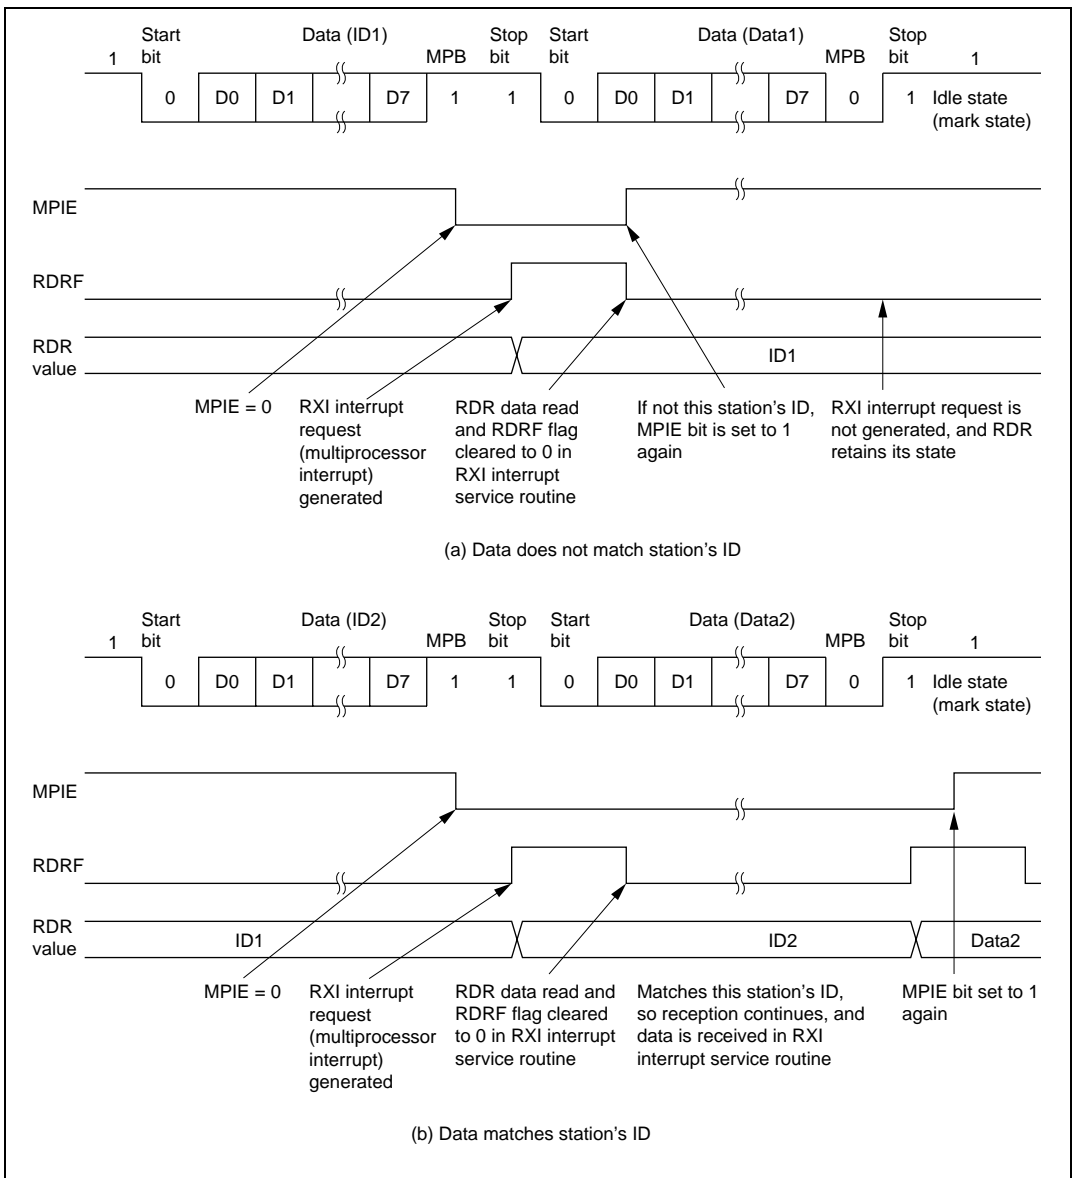 Start Data (ID1) Stop Start Data (Data1) Stop
1 bit MPB bit bit MPB bit 1
0 D0 D1 D7 1 1 0 D0 D1 D7 0 1 Idle state
(mark state)
MPIE
RDRF
RDR
value
ID1
MPIE = 0
RXI interrupt
request
(multiprocessor
interrupt)
generated
RDR data read
and RDRF flag
cleared to 0 in
RXI interrupt
service routine
If not this station's ID,
MPIE bit is set to 1
again
RXI interrupt request is
not generated, and RDR
retains its state
(a) Data does not match station's ID
Start Data (ID2) Stop Start Data (Data2) Stop
1 bit MPB bit bit MPB bit 1
0 D0 D1 D7 1 1 0 D0 D1 D7 0 1 Idle state
(mark state)
MPIE
RDRF
RDR
value
ID1 ID2 Data2
MPIE = 0
RXI interrupt
request
(multiprocessor
interrupt)
generated
RDR data read and
RDRF flag cleared
to 0 in RXI interrupt
service routine
Matches this station's ID,
so reception continues, and
data is received in RXI
interrupt service routine
MPIE bit set to 1
again
(b) Data matches station's ID